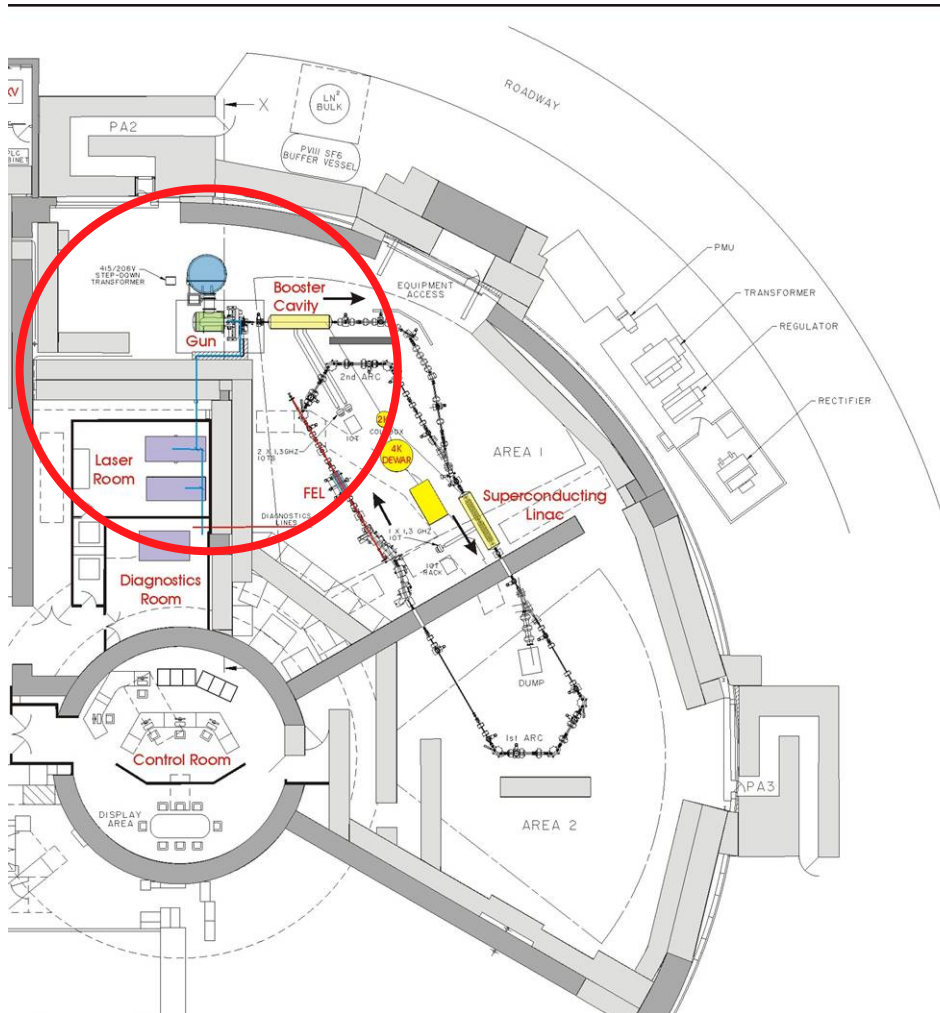 ROADWAY
LN2
BULK
PVIII SF6
BUFFER VESSEL
X
PA2
KV
PLC
415/208V
STEP-DOWN
TRANSFORMER
Booster
Cavity
EQUIPMENT
ACCESS
PMU
TRANSFORMER
REGULATOR
RECTIFIER
Gun
2nd ARC
IOT
2 X 1.3GHZ
IOTS
4K
DEWAR
AREA 1
Laser
Room
FEL
Superconducting
Linac
DIAGNOSTICS
LINES
1 X 1.3 GHZ
IOT
IOT
RACK
Diagnostics
Room
DUMP
1st ARC
Control Room
DISPLAY
AREA
AREA 2
PA3